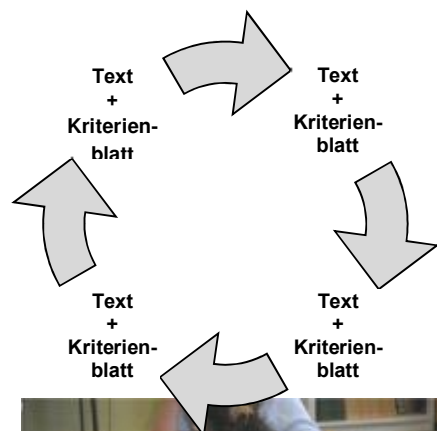 Text
+
Kriterien-
blatt
Text
+
Kriterien-
blatt
Text
+
Kriterien-
blatt
Text
+
Kriterien-
blatt